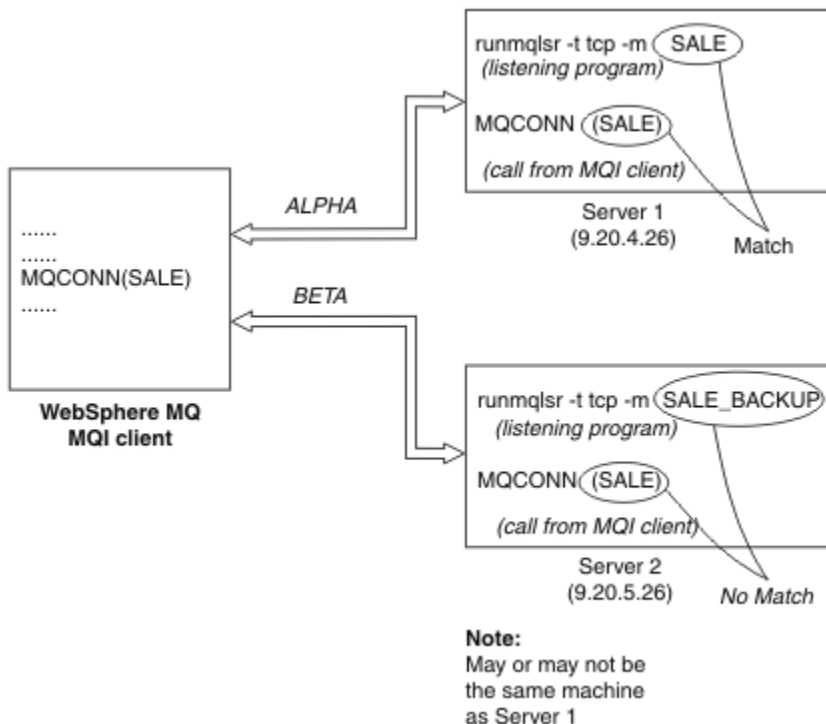 ......
......
MQCONN(SALE)
......
WebSphere MQ
MQI client
ALPHA
BETA
runmqlsr -t tcp -m SALE
(listening program)
MQCONN (SALE)
(call from MQI client)
Server 1
(9.20.4.26)
Match
runmqlsr -t tcp -m SALE_BACKUP
(listening program)
MQCONN (SALE)
(call from MQI client)
Server 2
(9.20.5.26)
No Match
Note:
May or may not be
the same machine
as Server 1